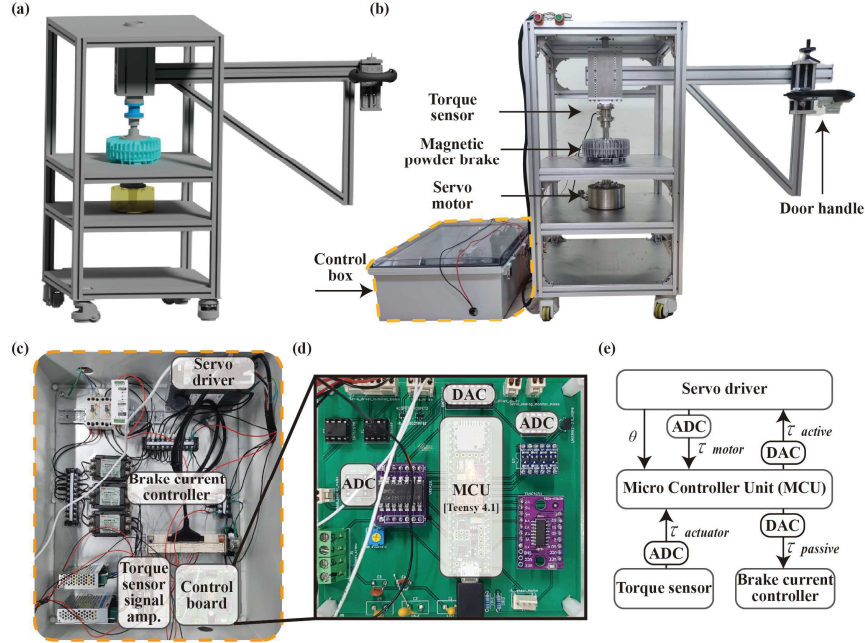 (a)
(b)
Torque
sensor
Magnetic
powder brake
Servo
motor
Door handle
Control
box
(c)
Servo
driver
Brake current
controller
Torque
sensor
signal
amp.
Control
board
(d)
DAC
ADC
ADC
MCU
[Teensy 4.1]
(e)
Servo driver
θ
ADC
τ motor
τ active
DAC
Micro Controller Unit (MCU)
τ actuator
ADC
DAC
τ passive
Torque sensor
Brake current
controller